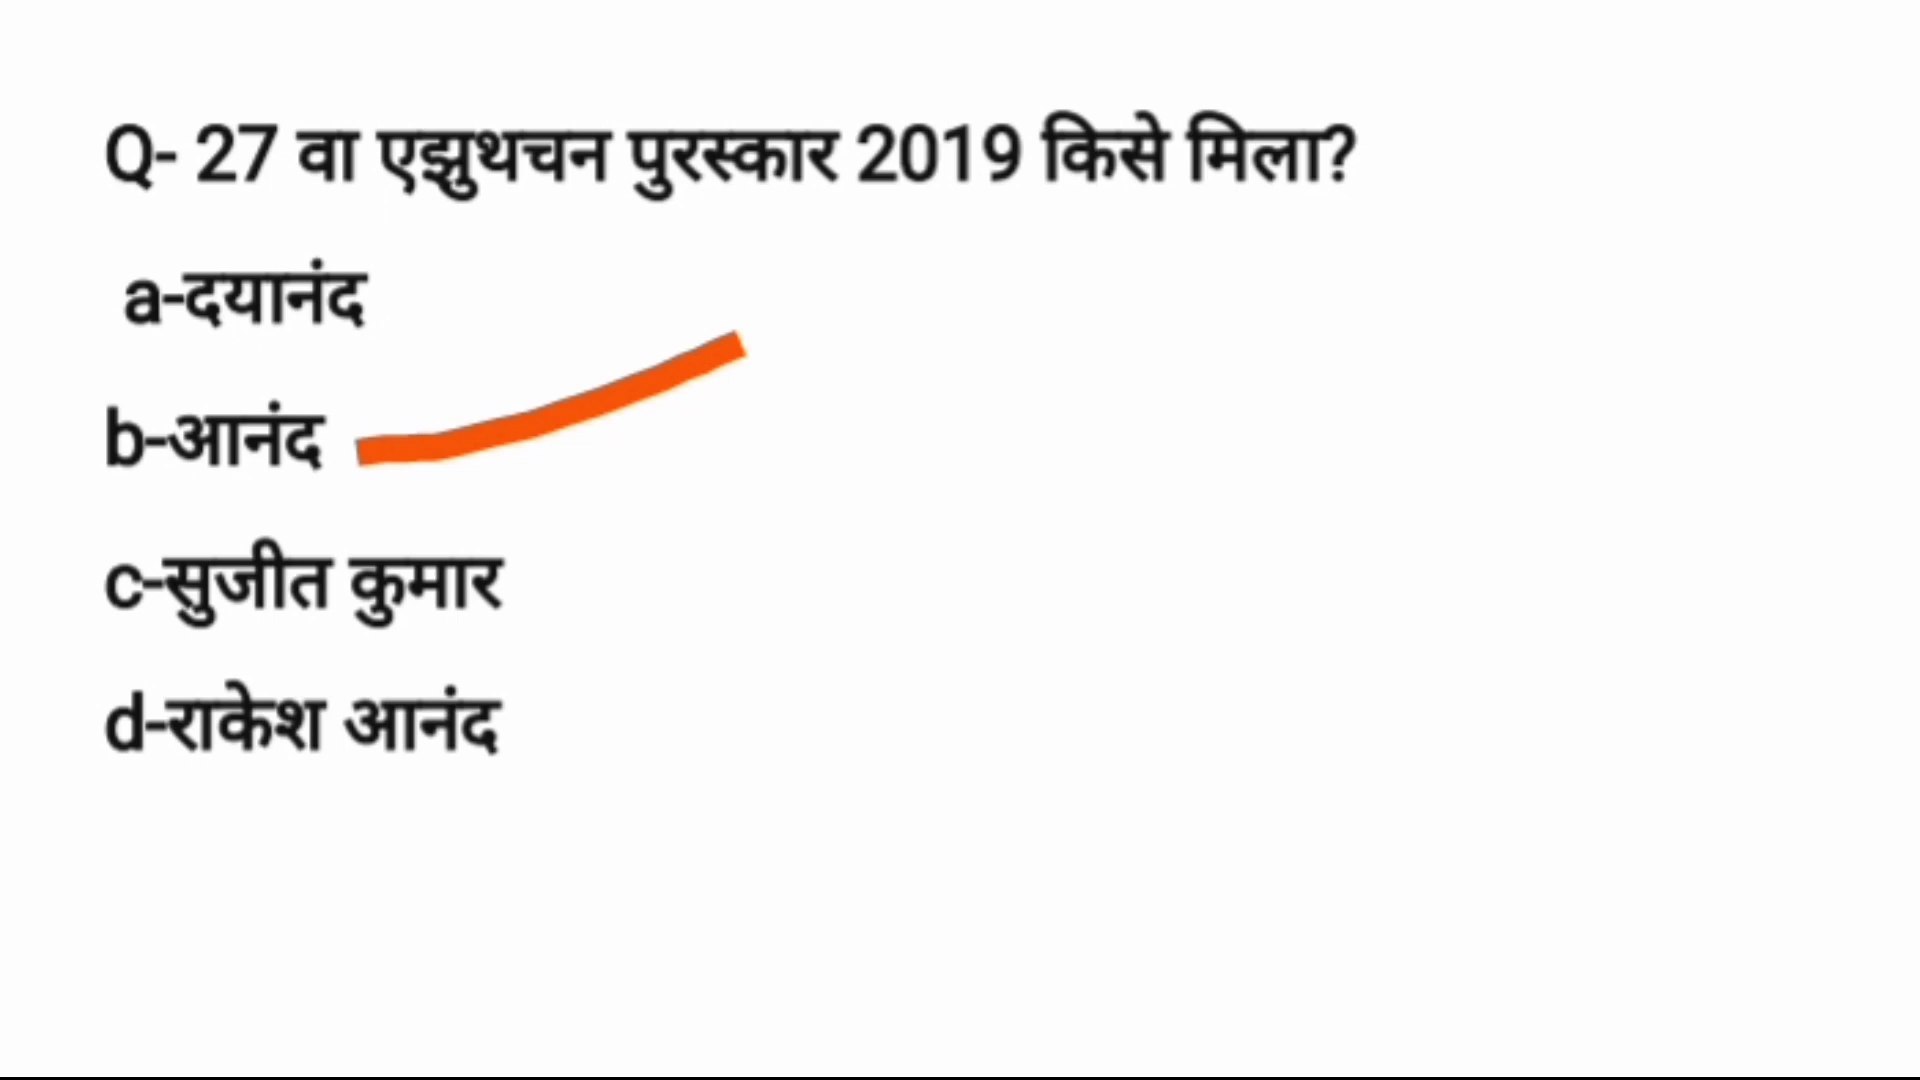 Q- 27 वा एझुथचन पुरस्कार 2019 किसे मिला?
a-दयानंद
b-आनंद
c-सुजीत कुमार
d-राकेश आनंद